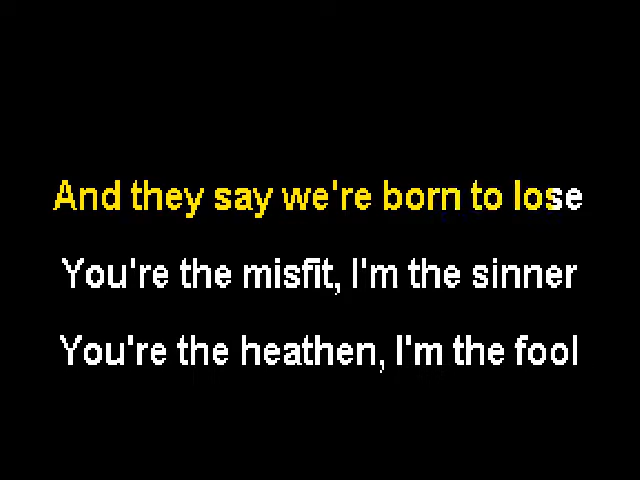 And they say we're born to lose
You're the misfit, I'm the sinner
You're the heathen, I'm the fool